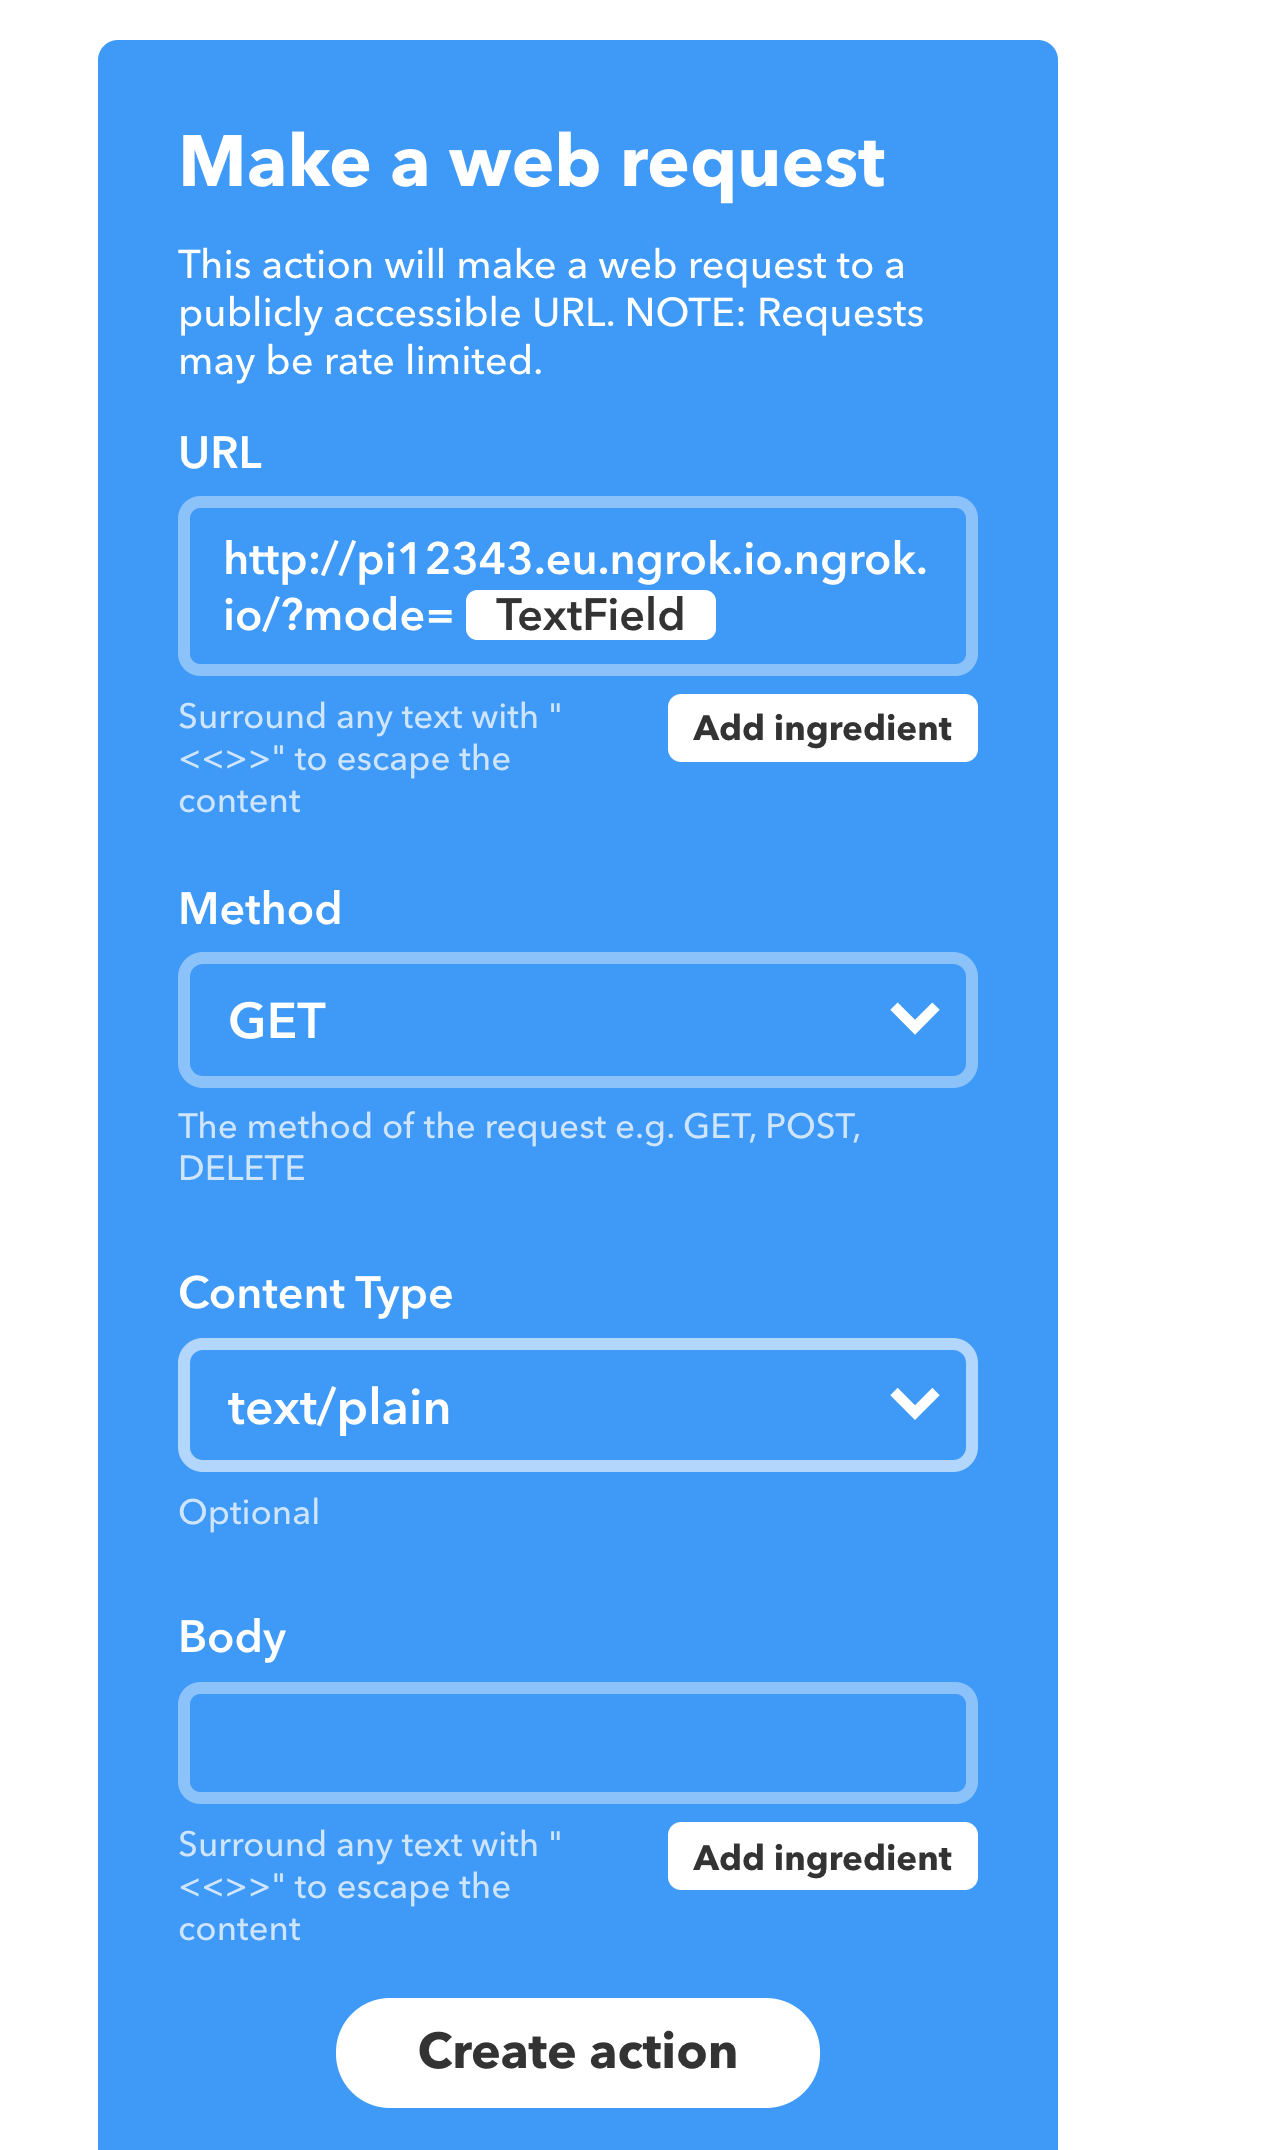 Make a web request
This action will make a web request to a
publicly accessible URL. NOTE: Requests
may be rate limited.
URL
http://pi12343.eu.ngrok.io.ngrok.
io/?mode= TextField
Surround any text with "
<<>>" to escape the
content
Add ingredient
Method
GET
The method of the request e.g. GET, POST,
DELETE
Content Type
text/plain
Optional
Body
Surround any text with "
<<>>" to escape the
content
Add ingredient
Create action